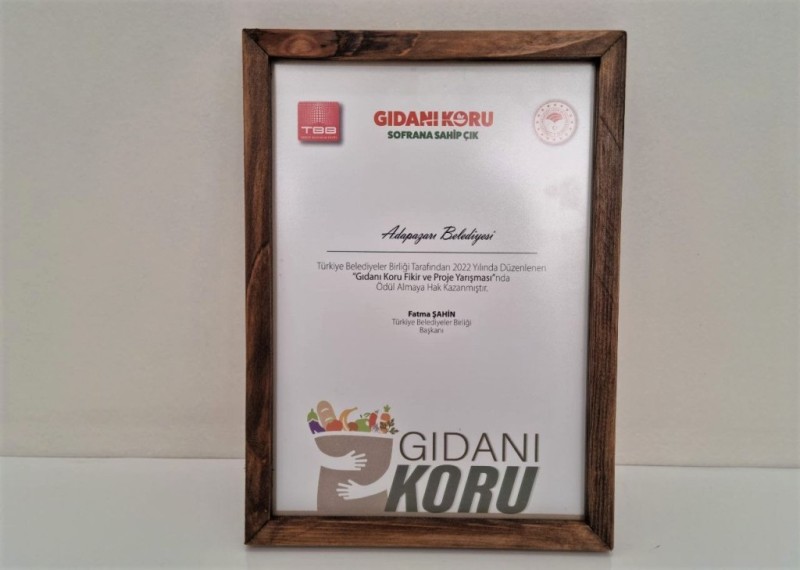 TBB
GIDANI KORU
SOFRANA SAHİP ÇIK
Adapazarı Belediyesi
Türkiye Belediyeler Birliği Tarafından 2022 Yılında Düzenlenen
"Gıdanı Koru Fikir ve Proje Yarışması"nda
Ödül Almaya Hak Kazanmıştır.
Fatma ŞAHİN
Türkiye Belediyeler Birliği
Başkanı
GIDANI
KORU